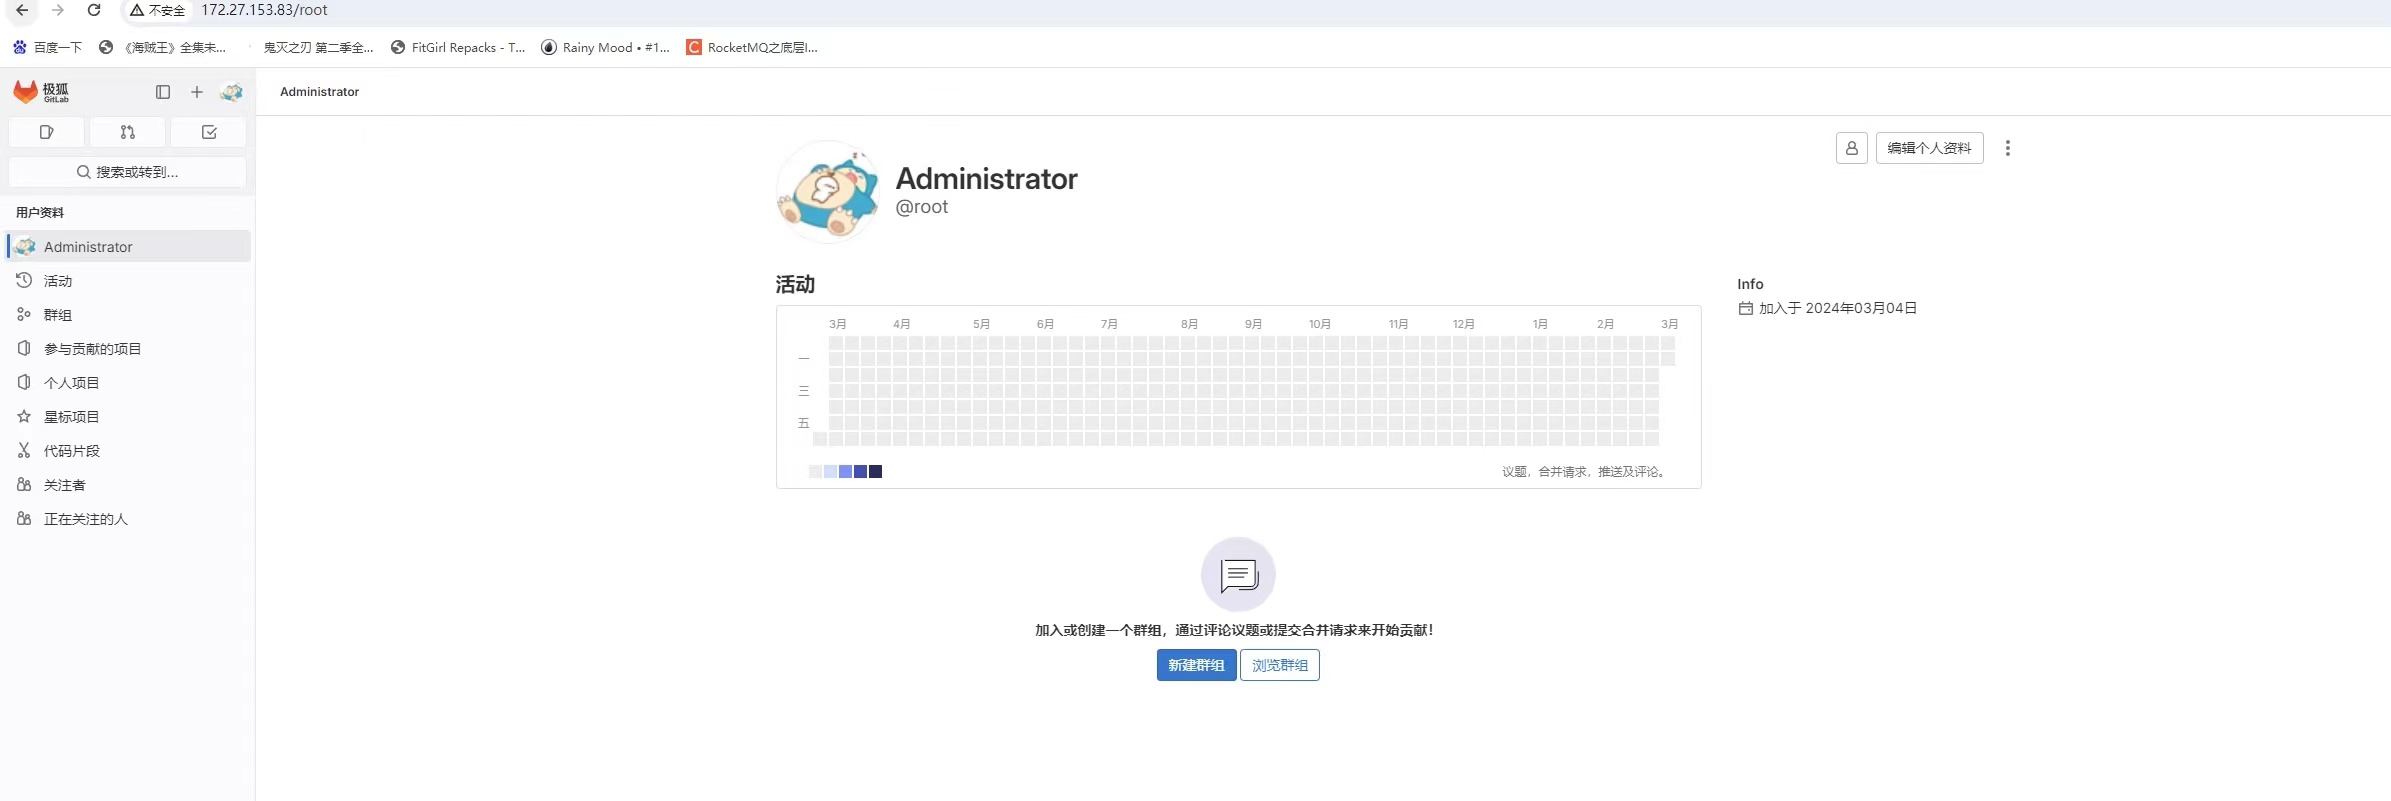 不安全 172.27.153.83/root
百度一下 《海贼王》全集未... 鬼灭之刃 第二季全... FitGirl Repacks - T... Rainy Mood • #1... RocketMQ之底层I...
极狐
GitLab
Administrator
搜索或转到...
用户资料
Administrator
活动
群组
参与贡献的项目
个人项目
星标项目
代码片段
关注者
正在关注的人
编辑个人资料
Administrator
@root
活动
3月 4月 5月 6月 7月 8月 9月 10月 11月 12月 1月 2月 3月
一
三
五
议题，合并请求，推送及评论。
Info
加入于 2024年03月04日
加入或创建一个群组，通过评论议题或提交合并请求来开始贡献！
新建群组 浏览群组